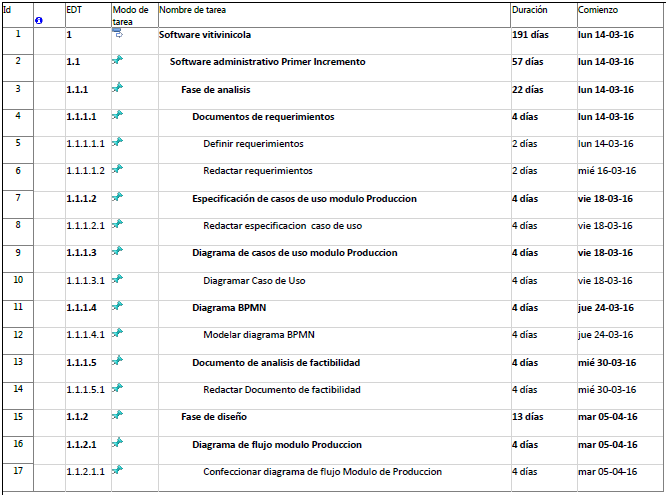 Id EDT Modo de tarea Nombre de tarea Duración Comienzo
1 1 Software vitivinicola 191 días lun 14-03-16
2 1.1 Software administrativo Primer Incremento 57 días lun 14-03-16
3 1.1.1 Fase de analisis 22 días lun 14-03-16
4 1.1.1.1 Documentos de requerimientos 4 días lun 14-03-16
5 1.1.1.1.1 Definir requerimientos 2 días lun 14-03-16
6 1.1.1.1.2 Redactar requerimientos 2 días mié 16-03-16
7 1.1.1.2 Especificación de casos de uso modulo Produccion 4 días vie 18-03-16
8 1.1.1.2.1 Redactar especificacion caso de uso 4 días vie 18-03-16
9 1.1.1.3 Diagrama de casos de uso modulo Produccion 4 días vie 18-03-16
10 1.1.1.3.1 Diagramar Caso de Uso 4 días vie 18-03-16
11 1.1.1.4 Diagrama BPMN 4 días jue 24-03-16
12 1.1.1.4.1 Modelar diagrama BPMN 4 días jue 24-03-16
13 1.1.1.5 Documento de analisis de factibilidad 4 días mié 30-03-16
14 1.1.1.5.1 Redactar Documento de factibilidad 4 días mié 30-03-16
15 1.1.2 Fase de diseño 13 días mar 05-04-16
16 1.1.2.1 Diagrama de flujo modulo Produccion 4 días mar 05-04-16
17 1.1.2.1.1 Confeccionar diagrama de flujo Modulo de Produccion 4 días mar 05-04-16